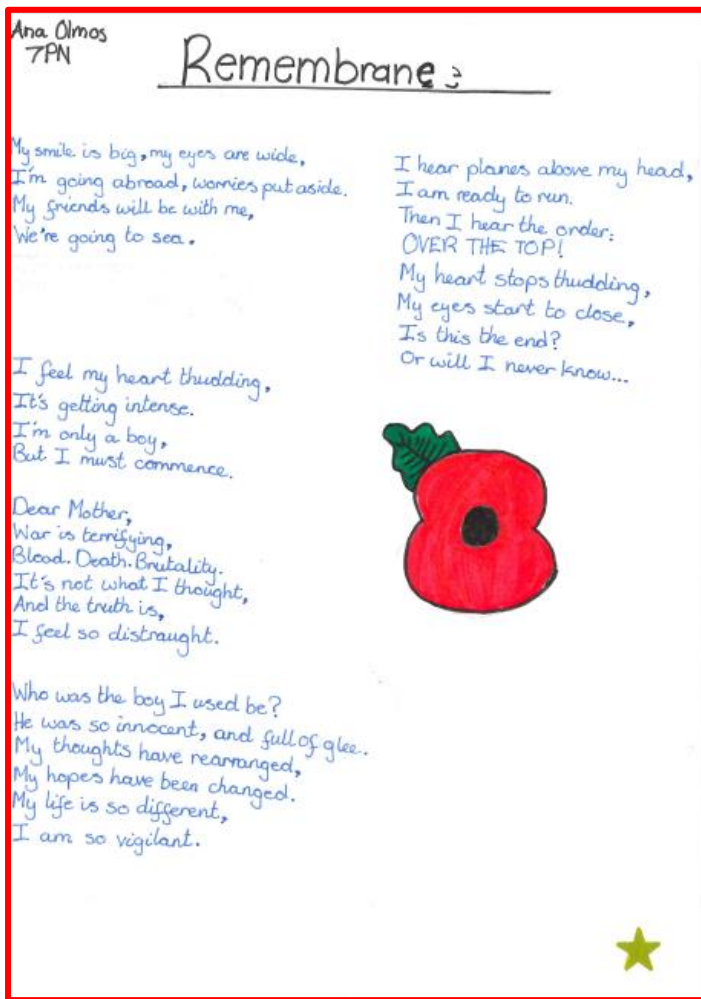 Ana Olmos
7PN
Remembrane:
My smile is big, my eyes are wide,
I'm going abroad, worries put aside.
My friends will be with me,
We're going to sea.
I feel my heart thudding,
It's getting intense.
I'm only a boy,
But I must commence.
Dear Mother,
War is terrifying,
Blood. Death. Brutality.
It's not what I thought,
And the truth is,
I feel so distraught.
Who was the boy I used be?
He was so innocent, and full of glee.
My thoughts have rearranged,
My hopes have been changed.
My life is so different,
I am so vigilant.
I hear planes above my head,
I am ready to run.
Then I hear the order:
OVER THE TOP!
My heart stops thudding,
My eyes start to close,
Is this the end?
Or will I never know...